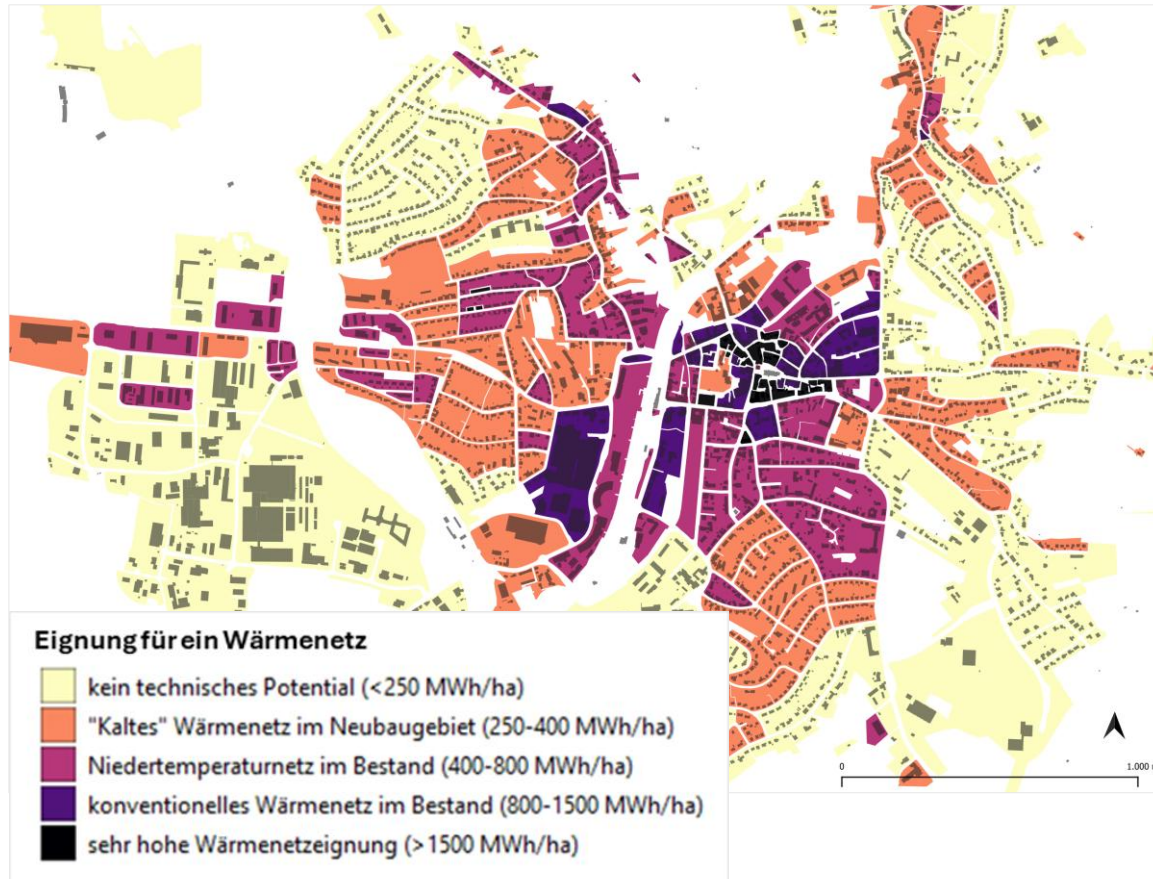 0
1.000
Eignung für ein Wärmenetz
kein technisches Potential (<250 MWh/ha)
"Kaltes" Wärmenetz im Neubaugebiet (250-400 MWh/ha)
Niedertemperaturnetz im Bestand (400-800 MWh/ha)
konventionelles Wärmenetz im Bestand (800-1500 MWh/ha)
sehr hohe Wärmenetzeignung (>1500 MWh/ha)